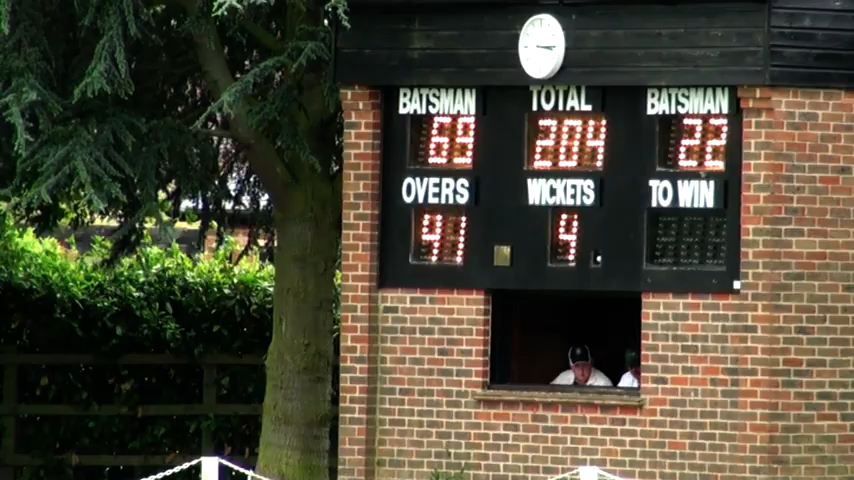 BATSMAN TOTAL BATSMAN
69 204 22
OVERS WICKETS TO WIN
41 4